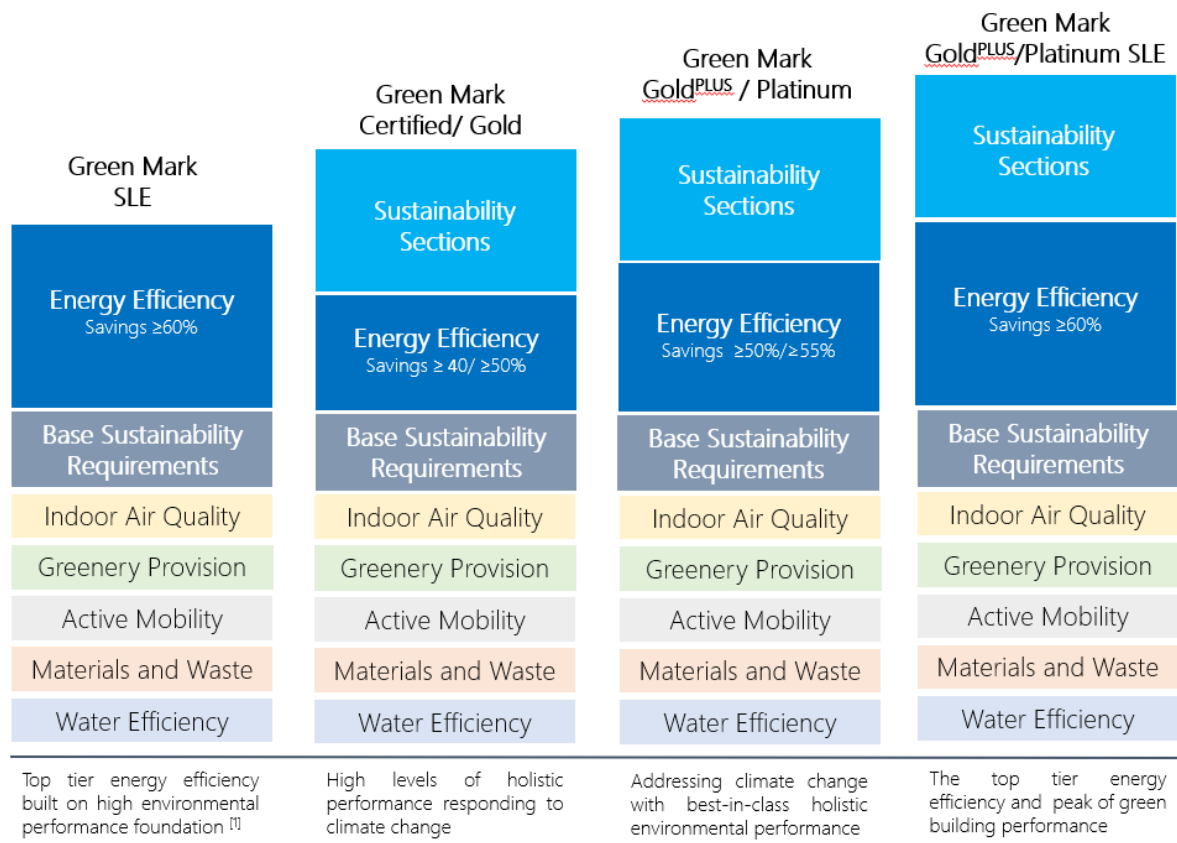 Green Mark
SLE
Energy Efficiency
Savings ≥60%
Base Sustainability
Requirements
Indoor Air Quality
Greenery Provision
Active Mobility
Materials and Waste
Water Efficiency
Top tier energy efficiency
built on high environmental
performance foundation [1]
Green Mark
Certified/ Gold
Sustainability
Sections
Energy Efficiency
Savings ≥ 40/ ≥50%
Base Sustainability
Requirements
Indoor Air Quality
Greenery Provision
Active Mobility
Materials and Waste
Water Efficiency
High levels of holistic
performance responding to
climate change
Green Mark
GoldPLUS / Platinum
Sustainability
Sections
Energy Efficiency
Savings ≥50%/≥55%
Base Sustainability
Requirements
Indoor Air Quality
Greenery Provision
Active Mobility
Materials and Waste
Water Efficiency
Addressing climate change
with best-in-class holistic
environmental performance
Green Mark
GoldPLUS/Platinum SLE
Sustainability
Sections
Energy Efficiency
Savings ≥60%
Base Sustainability
Requirements
Indoor Air Quality
Greenery Provision
Active Mobility
Materials and Waste
Water Efficiency
The top tier energy
efficiency and peak of green
building performance